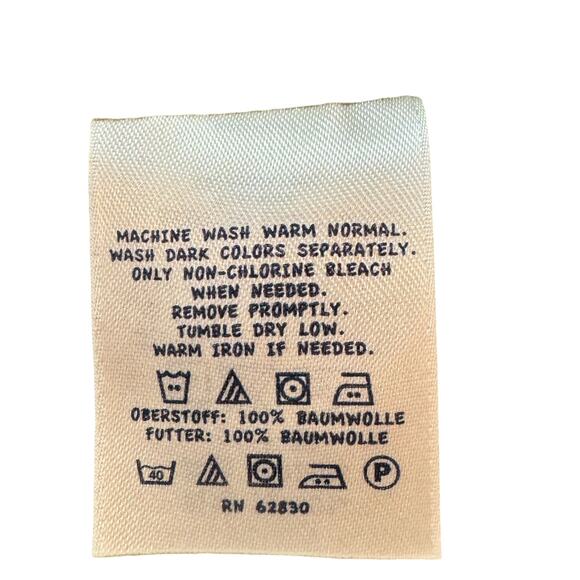 MACHINE WASH WARM NORMAL.
WASH DARK COLORS SEPARATELY.
ONLY NON-CHLORINE BLEACH
WHEN NEEDED.
REMOVE PROMPTLY.
TUMBLE DRY LOW.
WARM IRON IF NEEDED.
OBERSTOFF: 100% BAUMWOLLE
FUTTER: 100% BAUMWOLLE
40 P
RN 62830